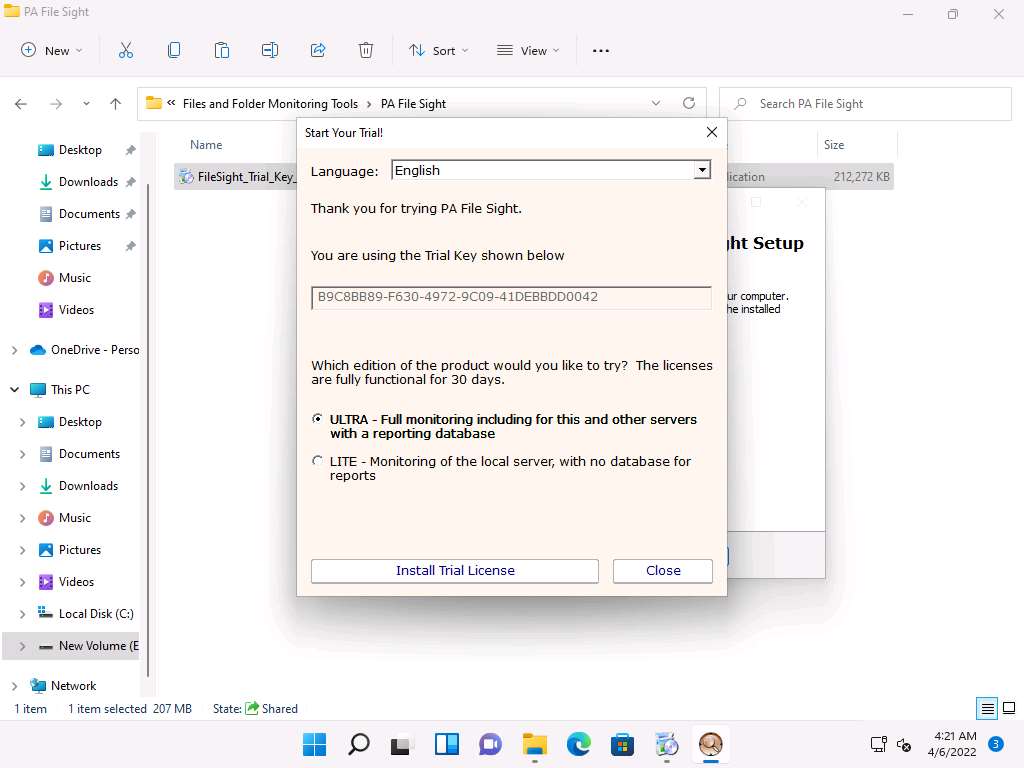 PA File Sight
New
Sort
View
« Files and Folder Monitoring Tools › PA File Sight
Search PA File Sight
Name
Size
FileSight_Trial_Key_
lication
212,272 KB
Desktop
Downloads
Documents
Pictures
Music
Videos
OneDrive - Perso
This PC
Desktop
Documents
Downloads
Music
Pictures
Videos
Local Disk (C:)
New Volume (E
Network
Start Your Trial!
Language:
English
Thank you for trying PA File Sight.
You are using the Trial Key shown below
B9C8BB89-F630-4972-9C09-41DEBBDD0042
Which edition of the product would you like to try?  The licenses
are fully functional for 30 days.
ULTRA - Full monitoring including for this and other servers
with a reporting database
LITE - Monitoring of the local server, with no database for
reports
Install Trial License
Close
ght Setup
ur computer.
he installed
1 item
1 item selected 207 MB
State:
Shared
4:21 AM
4/6/2022
3